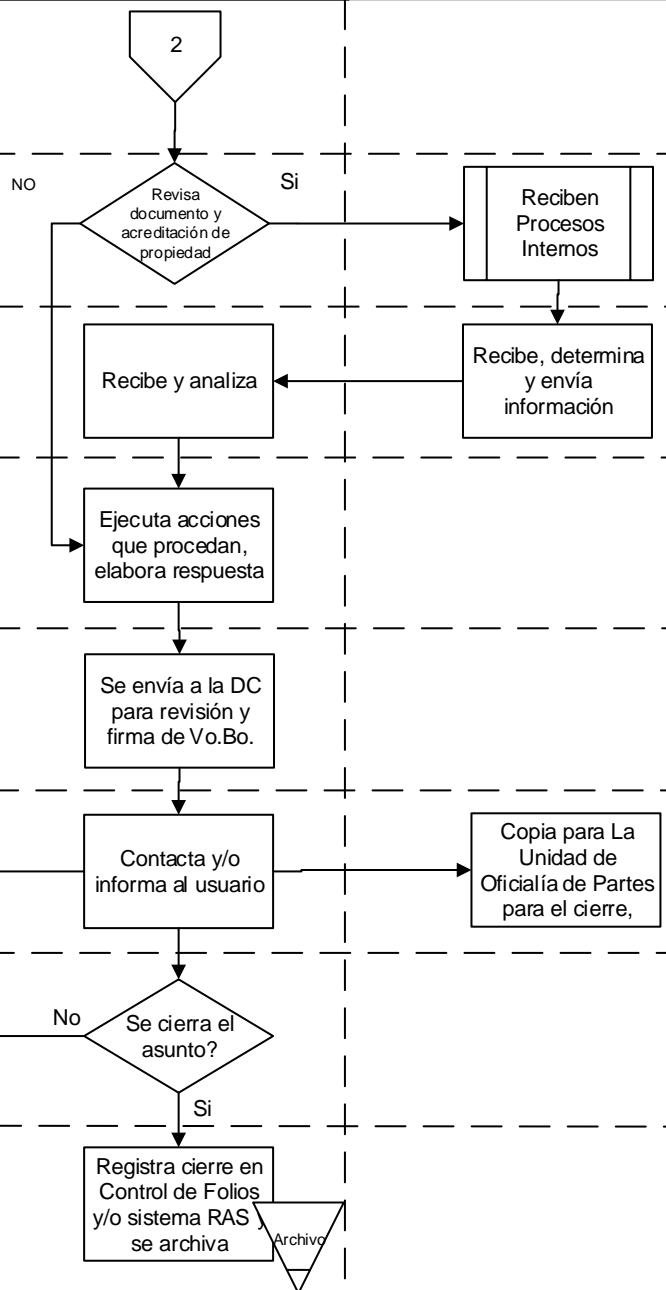 2
NO
Revisa
documento y
acreditación de
propiedad
Si
Reciben
Procesos
Internos
Recibe y analiza
Recibe, determina
y envía
información
Ejecuta acciones
que procedan,
elabora respuesta
Se envía a la DC
para revisión y
firma de Vo.Bo.
Contacta y/o
informa al usuario
Copia para La
Unidad de
Oficialía de Partes
para el cierre,
No
Se cierra el
asunto?
Si
Registra cierre en
Control de Folios
y/o sistema RAS y
se archiva
Archivo